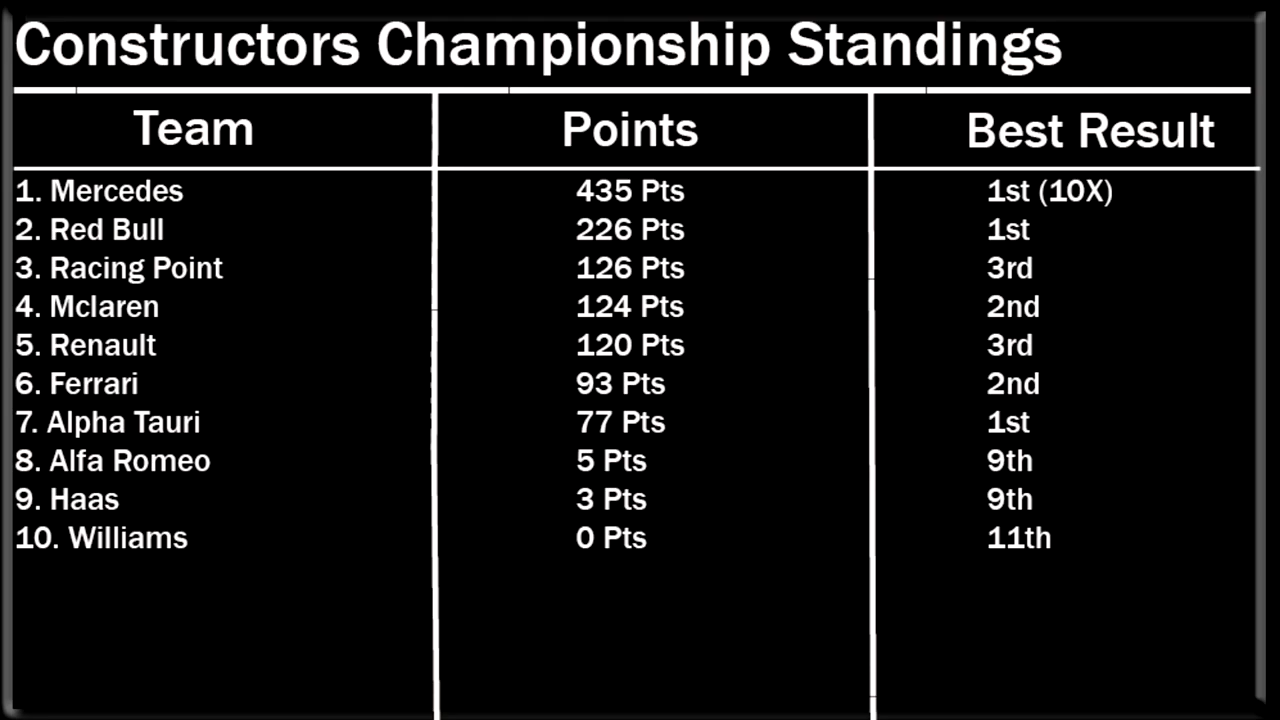 Constructors Championship Standings
Team Points Best Result
1. Mercedes 435 Pts 1st (10X)
2. Red Bull 226 Pts 1st
3. Racing Point 126 Pts 3rd
4. Mclaren 124 Pts 2nd
5. Renault 120 Pts 3rd
6. Ferrari 93 Pts 2nd
7. Alpha Tauri 77 Pts 1st
8. Alfa Romeo 5 Pts 9th
9. Haas 3 Pts 9th
10. Williams 0 Pts 11th